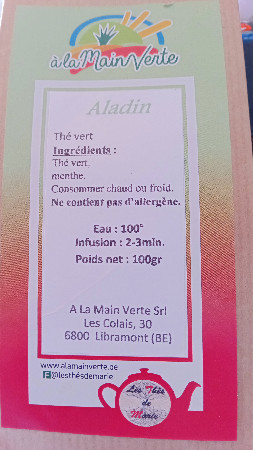 à la Main Verte
Aladin
Thé vert
Ingrédients :
Thé vert,
menthe.
Consommer chaud ou froid.
Ne contient pas d'allergène.
Eau : 100°
Infusion : 2-3min.
Poids net : 100gr
A La Main Verte Srl
Les Colais, 30
6800 Libramont (BE)
www.alamainverte.be
@lesthésdemarie
Les Thés
de
Marie